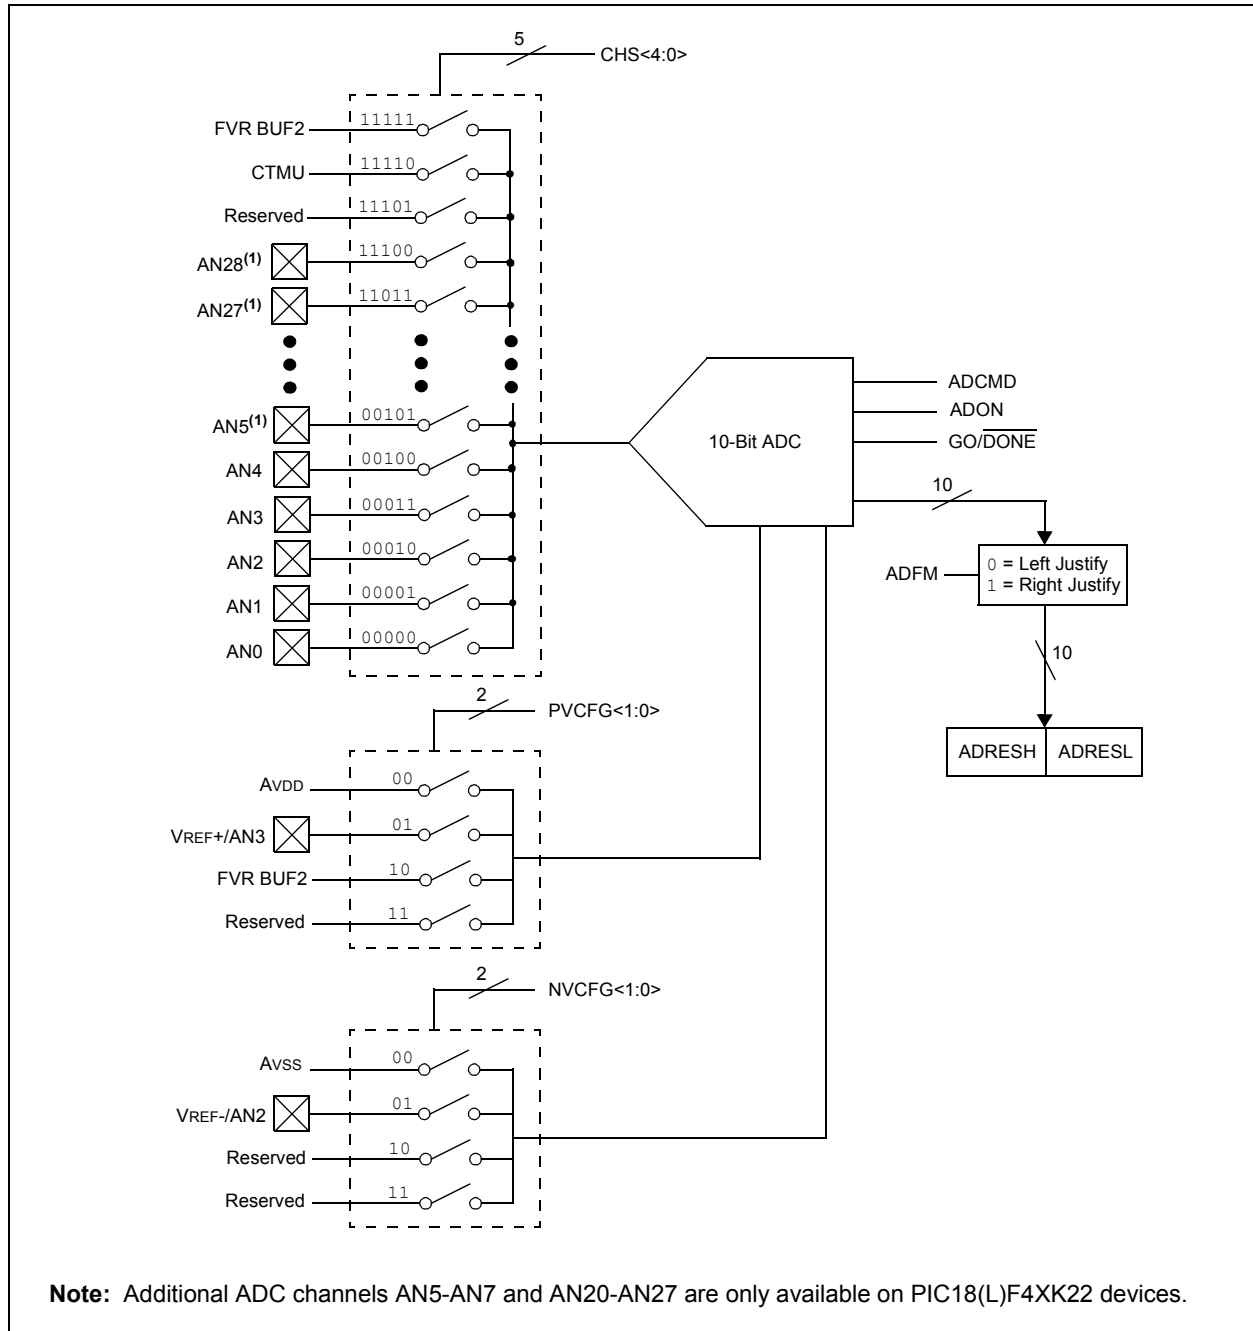 5
CHS<4:0>
FVR BUF2 11111
CTMU 11110
Reserved 11101
AN28(1) 11100
AN27(1) 11011
ADCMD
AN5(1) 00101
ADON
10-Bit ADC
GO/DONE
AN4 00100
10
AN3 00011
AN2 00010
ADFM
0 = Left Justify
1 = Right Justify
AN1 00001
AN0 00000
10
2
PVCFG<1:0>
ADRESH ADRESL
AVDD 00
VREF+/AN3 01
FVR BUF2 10
Reserved 11
2
NVCFG<1:0>
AVSS 00
VREF-/AN2 01
Reserved 10
Reserved 11
Note: Additional ADC channels AN5-AN7 and AN20-AN27 are only available on PIC18(L)F4XK22 devices.